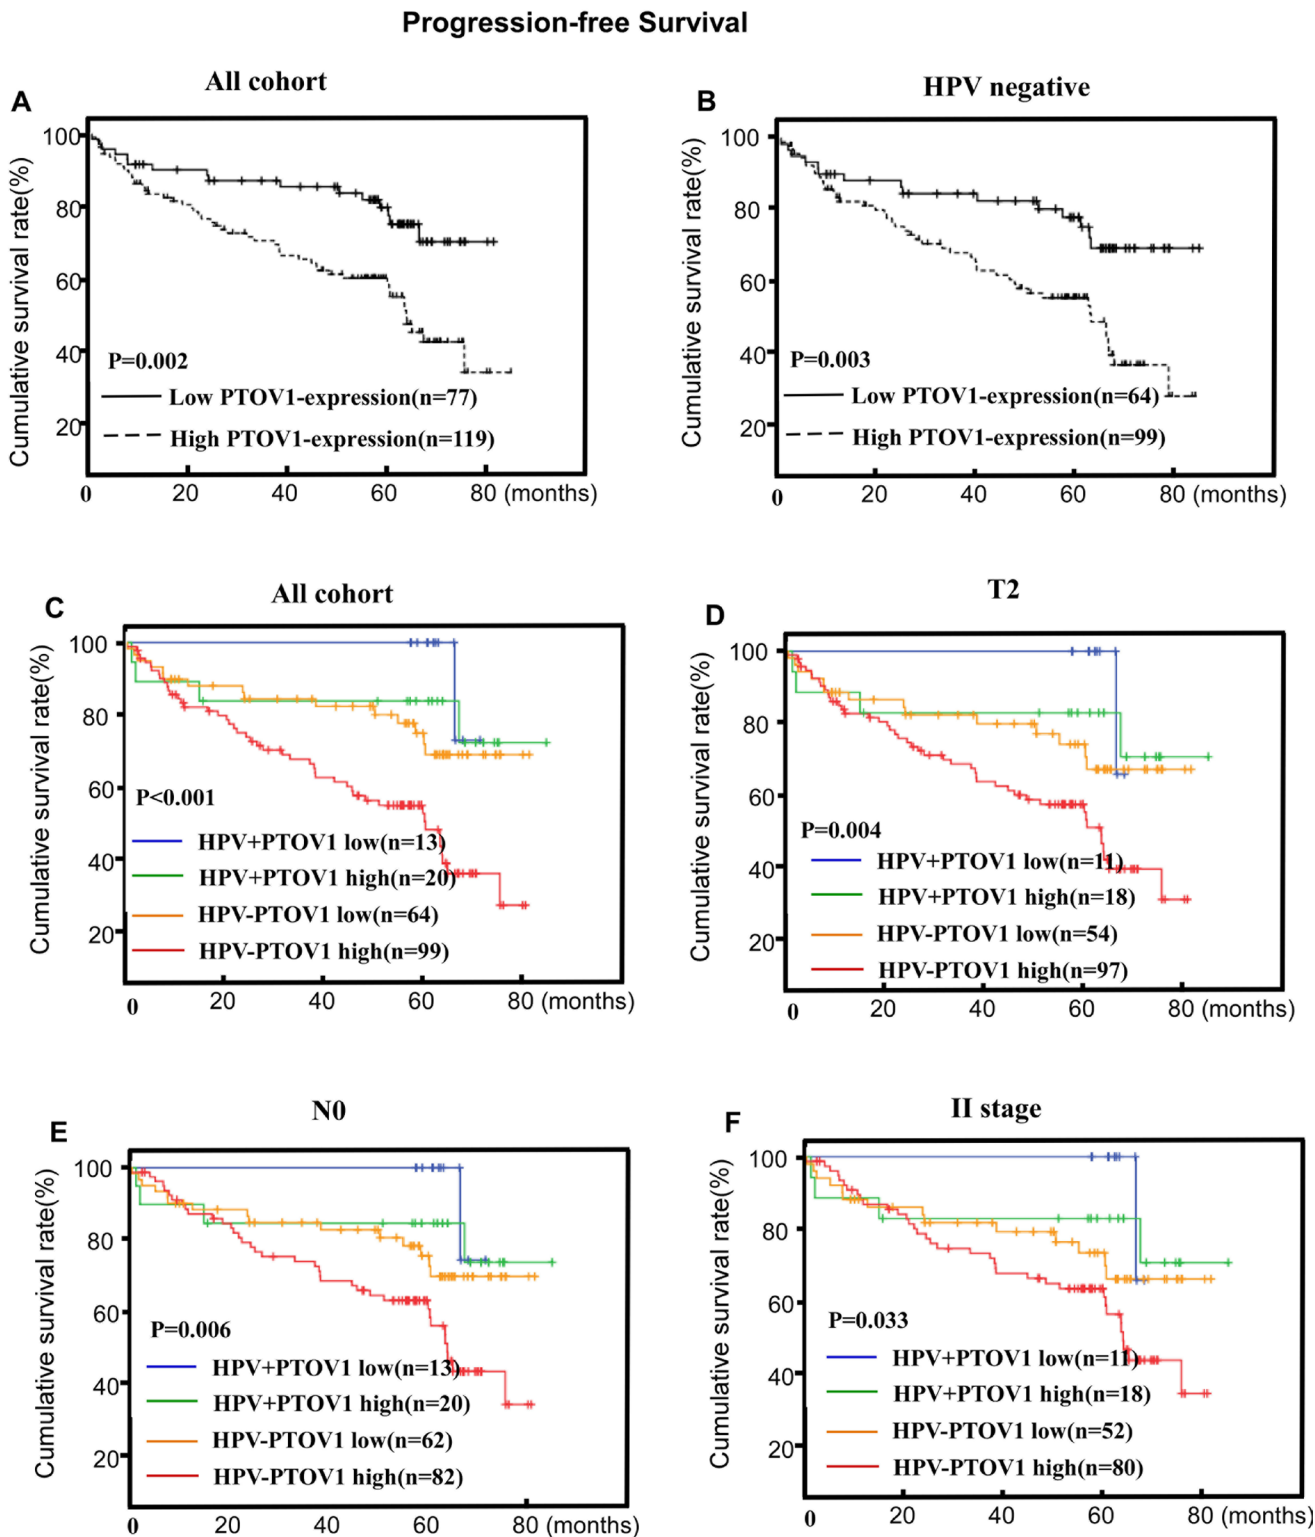 Progression-free Survival
All cohort
HPV negative
A
B
Cumulative survival rate(%)
100
80
60
40
20
P=0.002
Low PTOV1-expression(n=77)
High PTOV1-expression(n=119)
0 20 40 60 80 (months)
Cumulative survival rate(%)
100
80
60
40
20
P=0.003
Low PTOV1-expression(n=64)
High PTOV1-expression(n=99)
0 20 40 60 80 (months)
C
All cohort
Cumulative survival rate(%)
100
80
60
40
20
P<0.001
HPV+PTOV1 low(n=13)
HPV+PTOV1 high(n=20)
HPV-PTOV1 low(n=64)
HPV-PTOV1 high(n=99)
0 20 40 60 80 (months)
D
T2
Cumulative survival rate(%)
100
80
60
40
20
P=0.004
HPV+PTOV1 low(n=11)
HPV+PTOV1 high(n=18)
HPV-PTOV1 low(n=54)
HPV-PTOV1 high(n=97)
0 20 40 60 80 (months)
E
N0
Cumulative survival rate(%)
100
80
60
40
20
P=0.006
HPV+PTOV1 low(n=13)
HPV+PTOV1 high(n=20)
HPV-PTOV1 low(n=62)
HPV-PTOV1 high(n=82)
0 20 40 60 80 (months)
F
II stage
Cumulative survival rate(%)
100
80
60
40
20
P=0.033
HPV+PTOV1 low(n=11)
HPV+PTOV1 high(n=18)
HPV-PTOV1 low(n=52)
HPV-PTOV1 high(n=80)
0 20 40 60 80 (months)